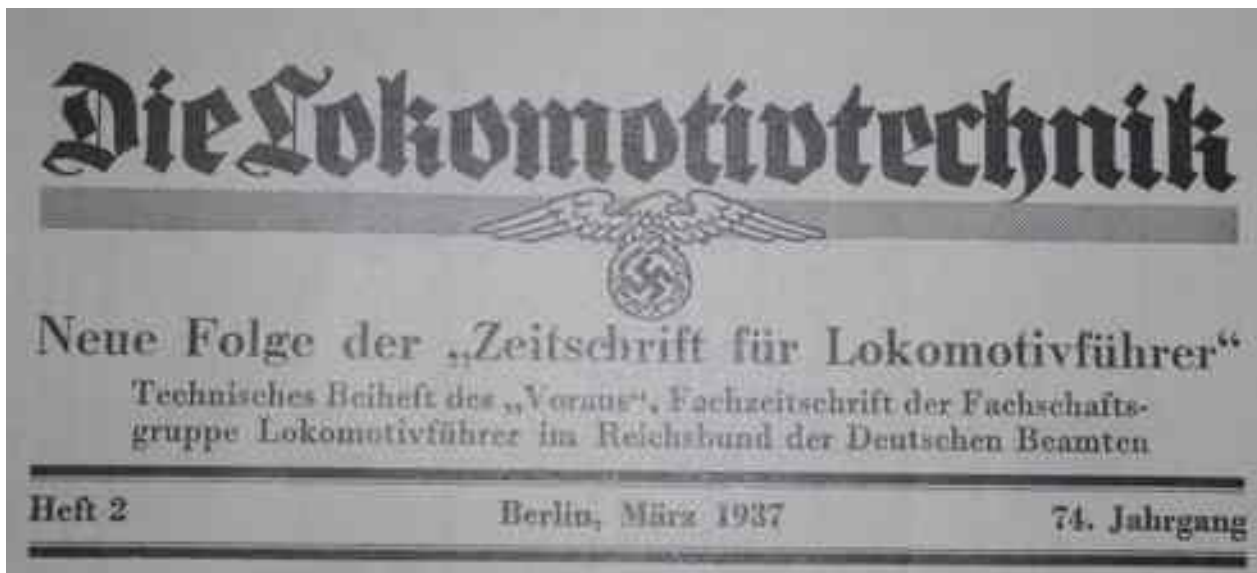 Die Lokomotivtechnik
Neue Folge der „Zeitschrift für Lokomotivführer“
Technisches Beiheft des „Voraus“, Fachzeitschrift der Fachschafts-
gruppe Lokomotivführer im Reichsbund der Deutschen Beamten
Heft 2 Berlin, März 1937 74. Jahrgang